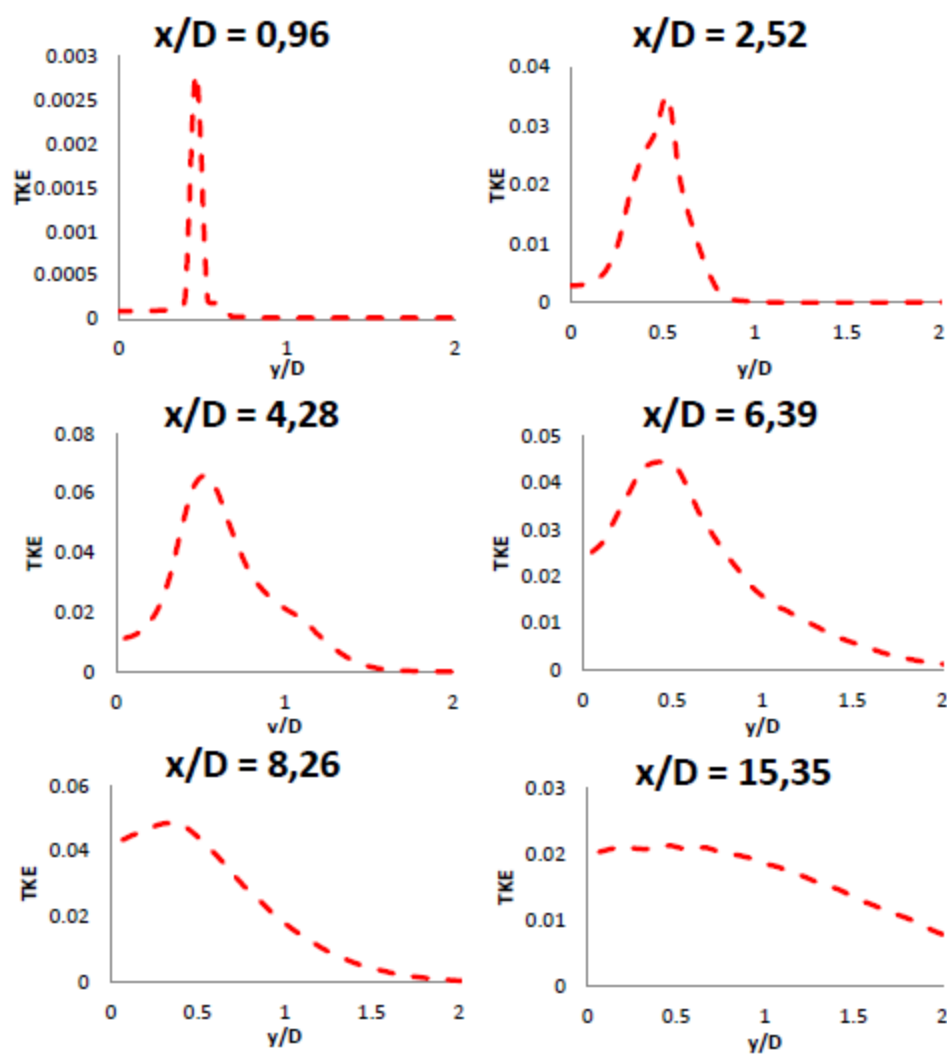 x/D = 0,96
0.003
0.0025
0.002
TKE
0.0015
0.001
0.0005
0
0 1 2
y/D
x/D = 2,52
0.04
0.03
TKE
0.02
0.01
0
0 0.5 1 1.5 2
y/D
x/D = 4,28
0.08
0.06
TKE
0.04
0.02
0
0 1 2
y/D
x/D = 6,39
0.05
0.04
0.03
TKE
0.02
0.01
0
0 0.5 1 1.5 2
y/D
x/D = 8,26
0.06
0.04
TKE
0.02
0
0 0.5 1 1.5 2
y/D
x/D = 15,35
0.03
0.02
TKE
0.01
0
0 0.5 1 1.5 2
y/D